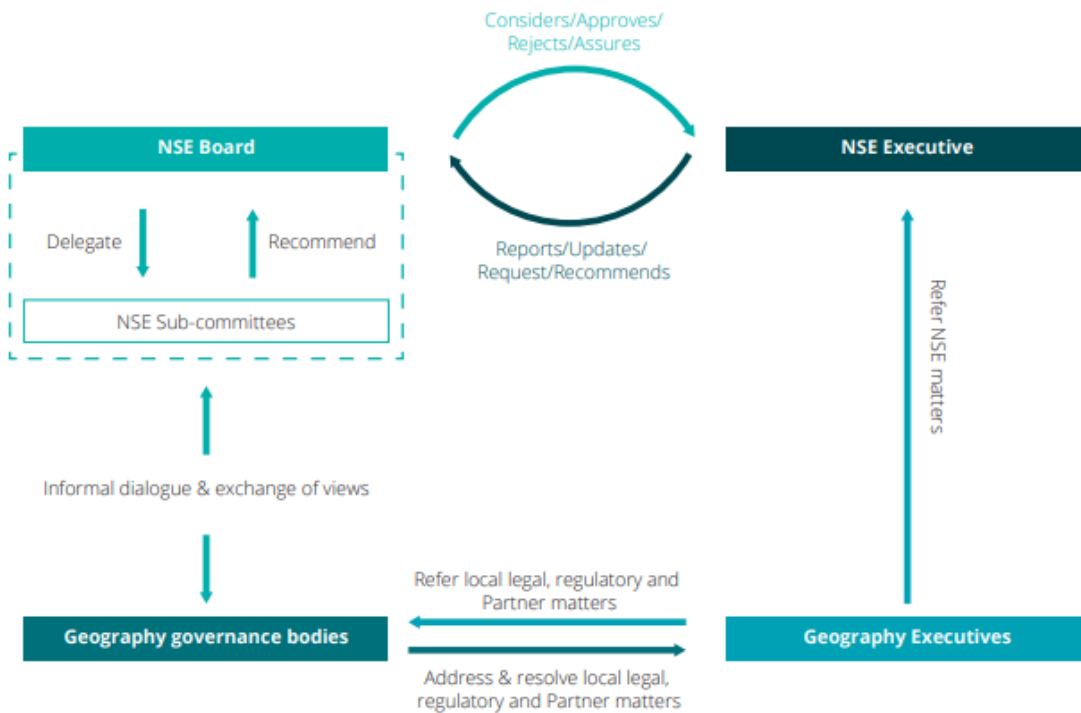 Considers/Approves/
Rejects/Assures
NSE Board
NSE Executive
Delegate
Recommend
Reports/Updates/
Request/Recommends
NSE Sub-committees
Refer NSE matters
Informal dialogue & exchange of views
Refer local legal, regulatory and
Partner matters
Geography governance bodies
Geography Executives
Address & resolve local legal,
regulatory and Partner matters